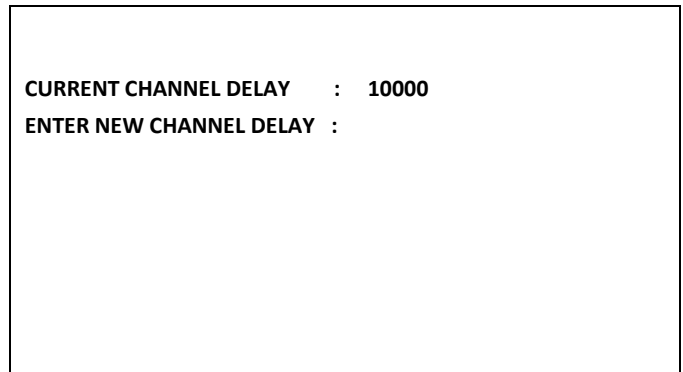 CURRENT CHANNEL DELAY : 10000
ENTER NEW CHANNEL DELAY :